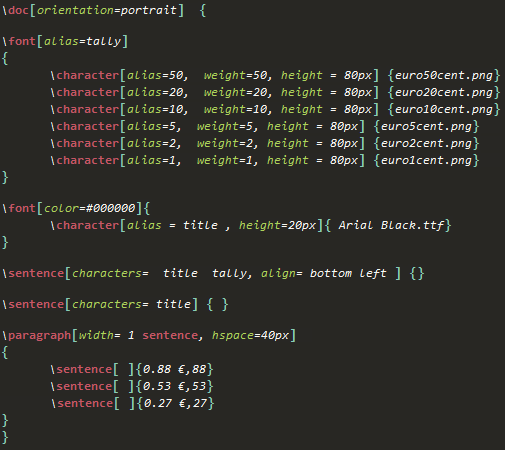 \doc[orientation=portrait]  {
\font[alias=tally]
{
\character[alias=50,  weight=50, height = 80px] {euro50cent.png}
\character[alias=20,  weight=20, height = 80px] {euro20cent.png}
\character[alias=10,  weight=10, height = 80px] {euro10cent.png}
\character[alias=5,  weight=5, height = 80px] {euro5cent.png}
\character[alias=2,  weight=2, height = 80px] {euro2cent.png}
\character[alias=1,  weight=1, height = 80px] {euro1cent.png}
}
\font[color=#000000]{
\character[alias = title , height=20px]{ Arial Black.ttf}
}
\sentence[characters=  title  tally, align= bottom left ] {}
\sentence[characters= title] { }
\paragraph[width= 1 sentence, hspace=40px]
{
\sentence[ ]{0.88 €,88}
\sentence[ ]{0.53 €,53}
\sentence[ ]{0.27 €,27}
}
}